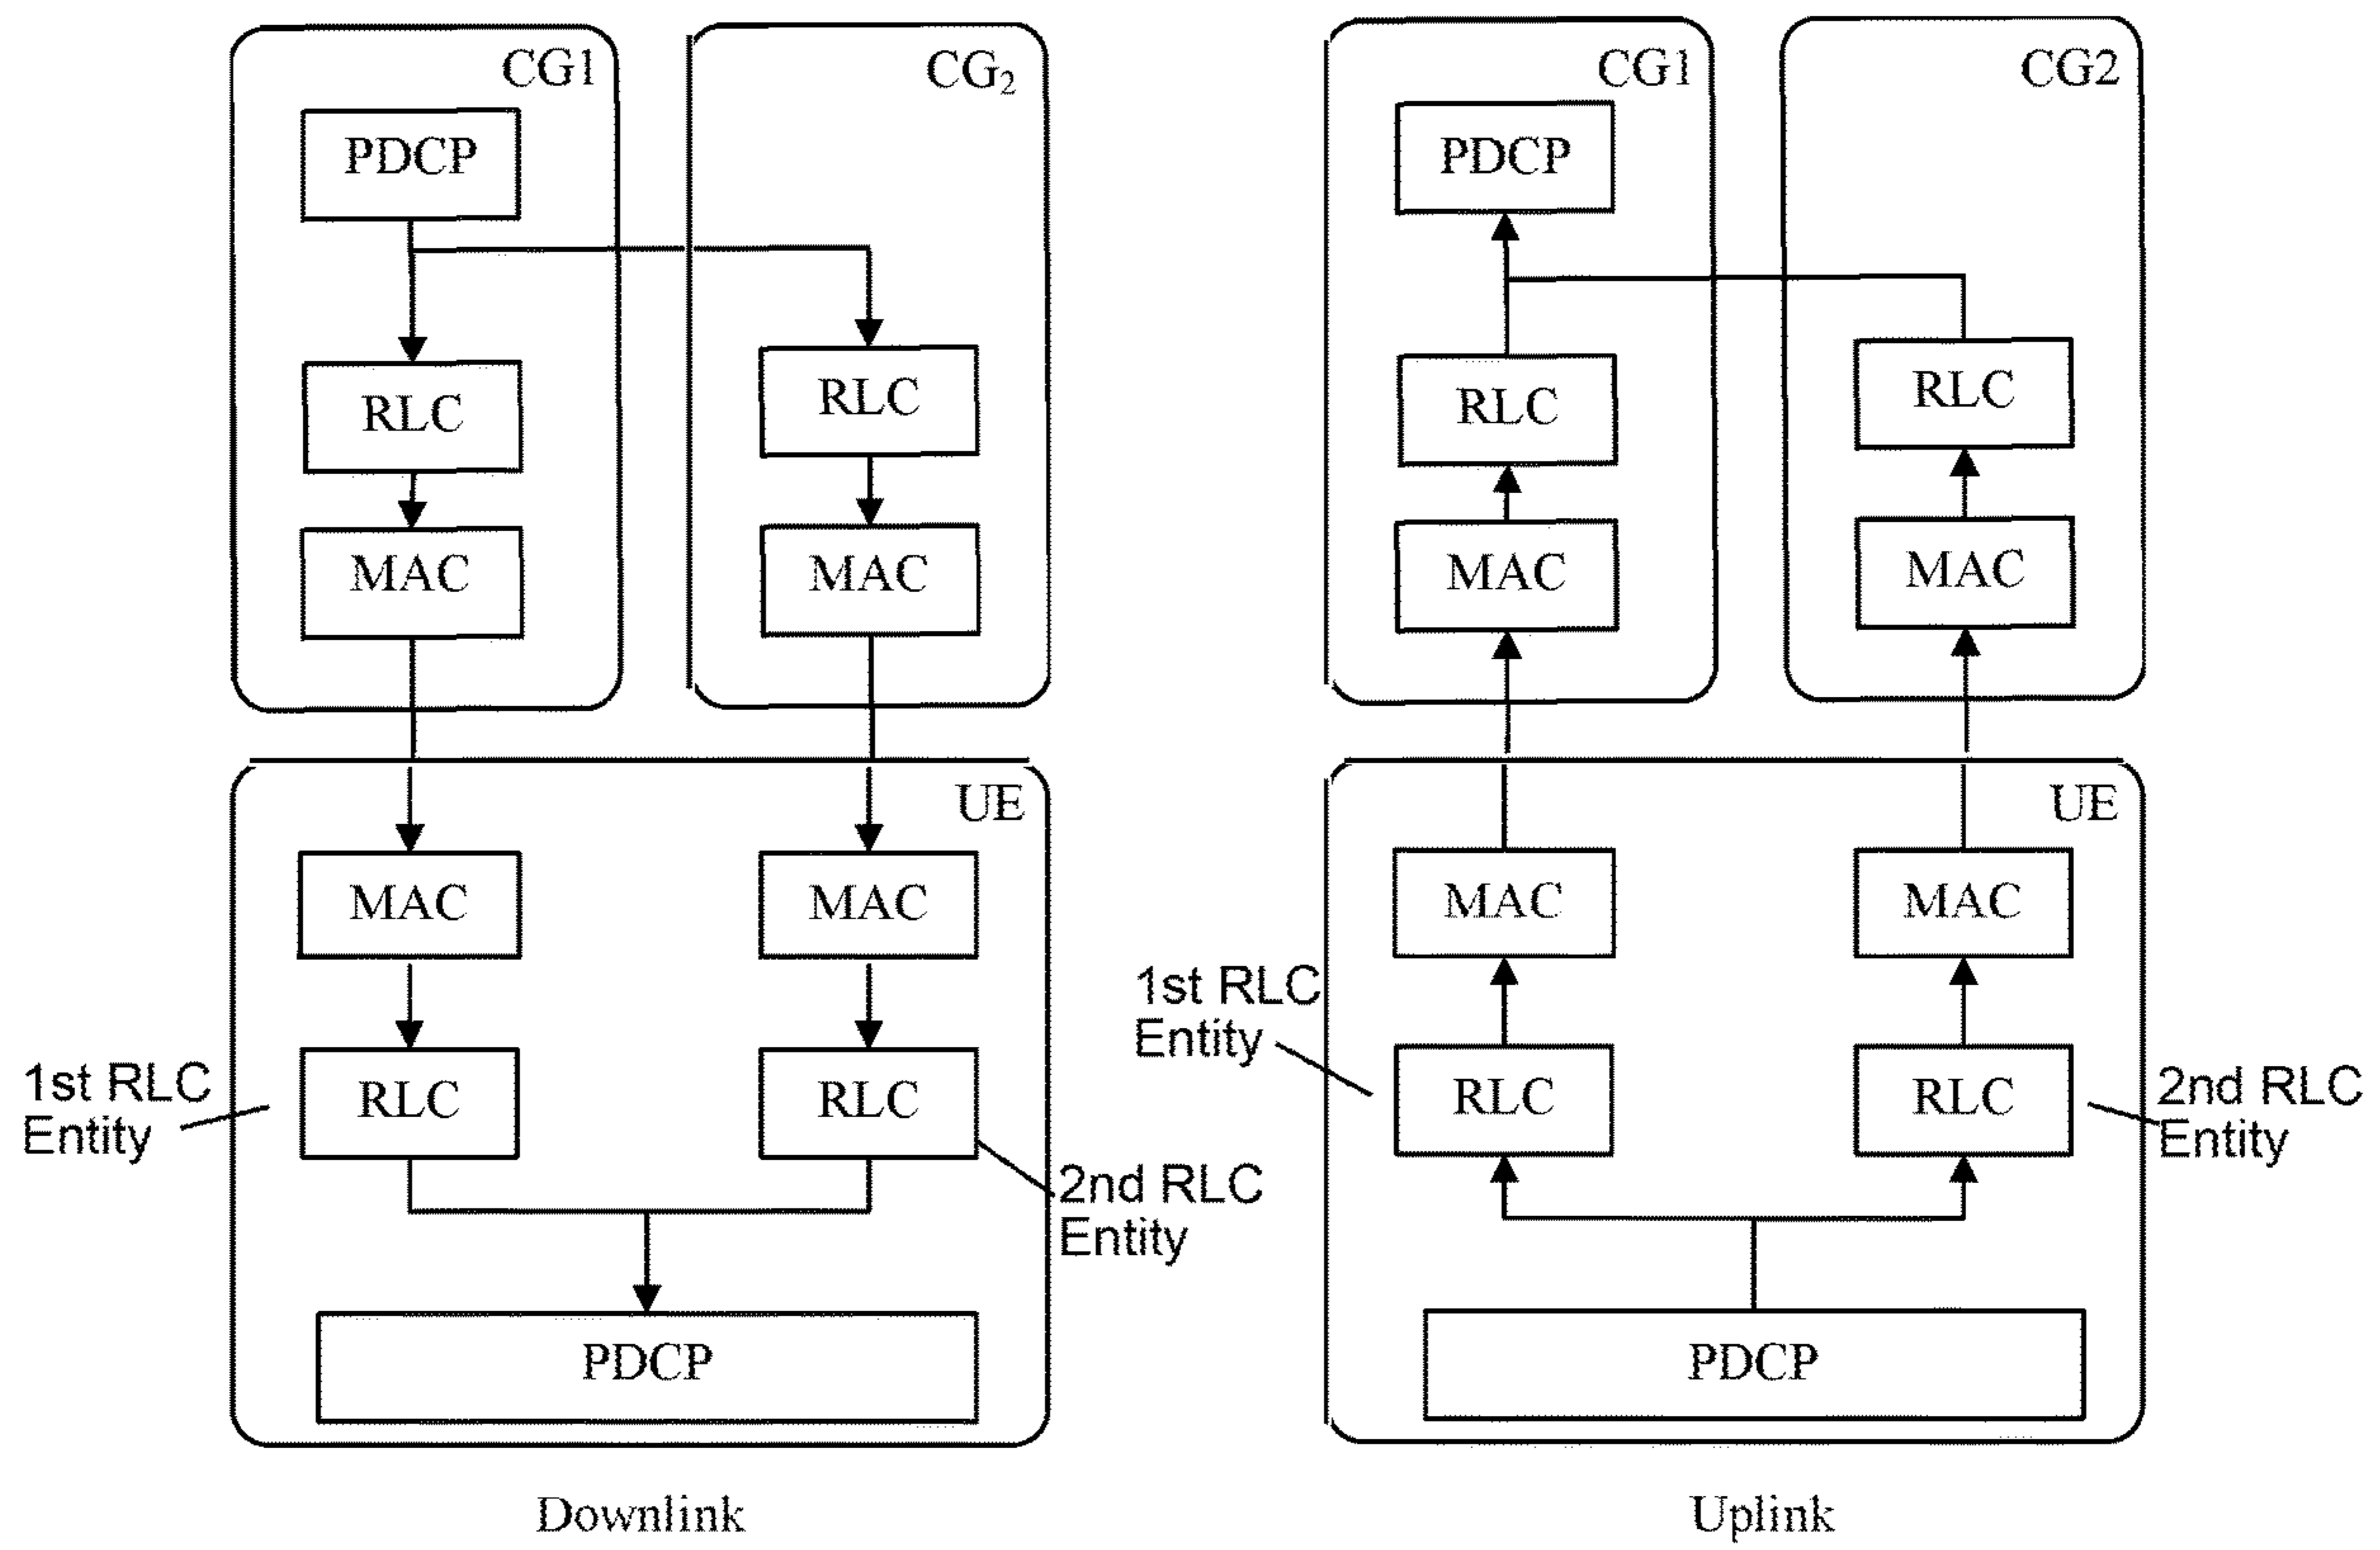 CG1
CG2
PDCP
RLC
RLC
MAC
MAC
UE
MAC
MAC
1st RLC
Entity
RLC
RLC
2nd RLC
Entity
PDCP
Downlink
CG1
CG2
PDCP
RLC
RLC
MAC
MAC
UE
MAC
MAC
1st RLC
Entity
RLC
RLC
2nd RLC
Entity
PDCP
Uplink